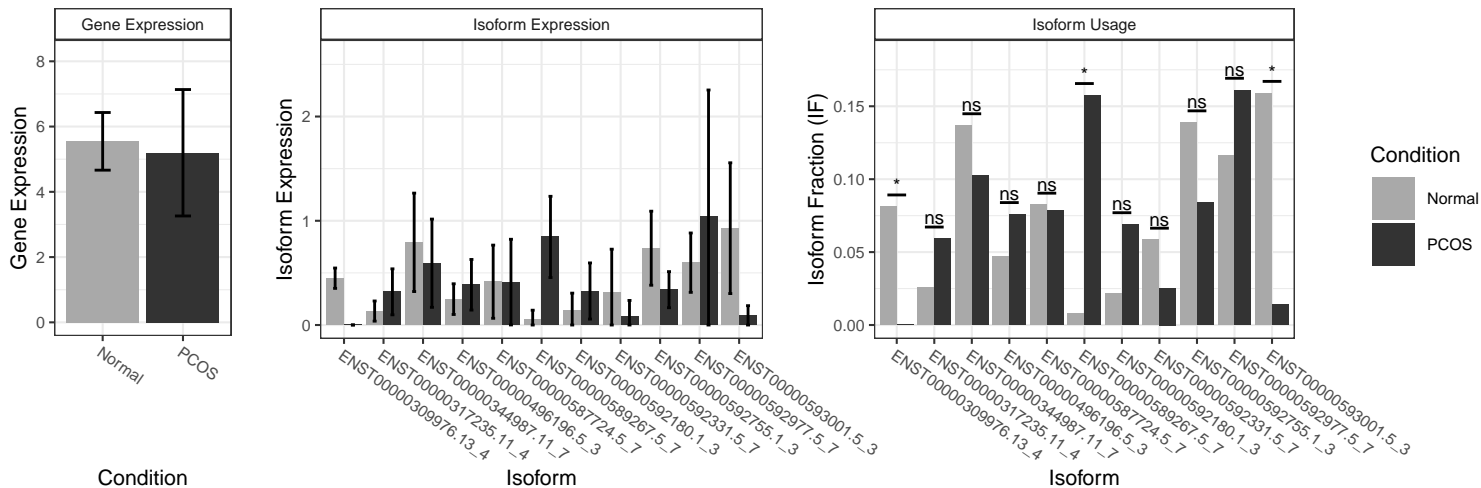 Gene Expression
Gene Expression
8
6
4
2
0
Normal
PCOS
Condition
Isoform Expression
Isoform Expression
2
1
0
ENST00000309976.13_4
ENST00000317235.11_4
ENST00000344987.11_7
ENST00000496196.5_3
ENST00000587724.5_7
ENST00000589267.5_7
ENST00000592180.1_3
ENST00000592331.5_7
ENST00000592755.1_3
ENST00000592977.5_7
ENST00000593001.5_3
Isoform
Isoform Usage
Isoform Fraction (IF)
0.15
0.10
0.05
0.00
*
ns
ns
ns
ns
*
ns
ns
ns
ns
*
ENST00000309976.13_4
ENST00000317235.11_4
ENST00000344987.11_7
ENST00000496196.5_3
ENST00000587724.5_7
ENST00000589267.5_7
ENST00000592180.1_3
ENST00000592331.5_7
ENST00000592755.1_3
ENST00000592977.5_7
ENST00000593001.5_3
Isoform
Condition
Normal
PCOS